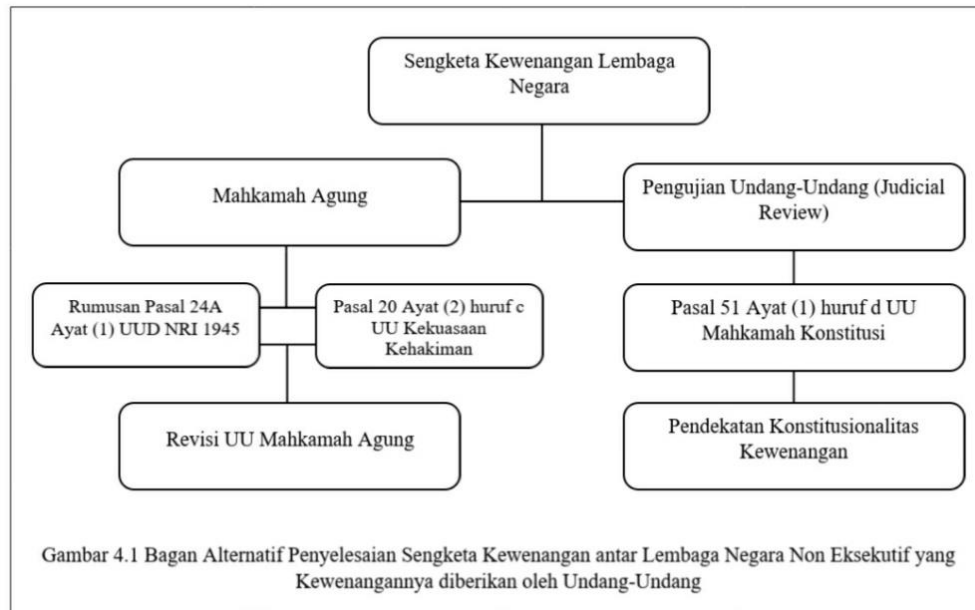 Sengketa Kewenangan Lembaga
Negara
Mahkamah Agung
Pengujian Undang-Undang (Judicial
Review)
Rumusan Pasal 24A
Ayat (1) UUD NRI 1945
Pasal 20 Ayat (2) huruf c
UU Kekuasaan
Kehakiman
Pasal 51 Ayat (1) huruf d UU
Mahkamah Konstitusi
Revisi UU Mahkamah Agung
Pendekatan Konstitusionalitas
Kewenangan
Gambar 4.1 Bagan Alternatif Penyelesaian Sengketa Kewenangan antar Lembaga Negara Non Eksekutif yang
Kewenangannya diberikan oleh Undang-Undang